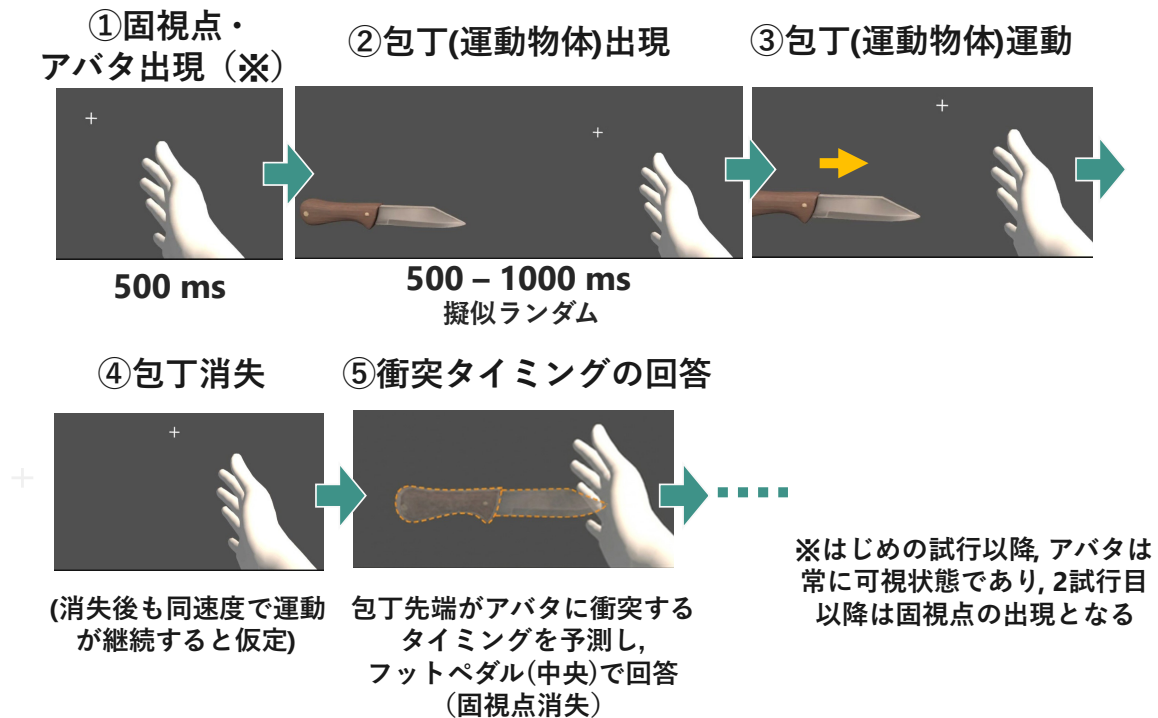 ①固視点・
アバタ出現（※）
②包丁(運動物体)出現
③包丁(運動物体)運動
500 ms
500 – 1000 ms
擬似ランダム
④包丁消失
⑤衝突タイミングの回答
(消失後も同速度で運動
が継続すると仮定)
包丁先端がアバタに衝突する
タイミングを予測し,
フットペダル(中央)で回答
（固視点消失）
※はじめの試行以降, アバタは
常に可視状態であり, 2試行目
以降は固視点の出現となる